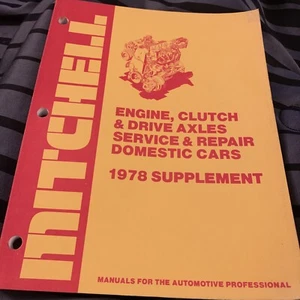 MITCHELL
ENGINE, CLUTCH
& DRIVE AXLES
SERVICE & REPAIR
DOMESTIC CARS
1978 SUPPLEMENT
MANUALS FOR THE AUTOMOTIVE PROFESSIONAL